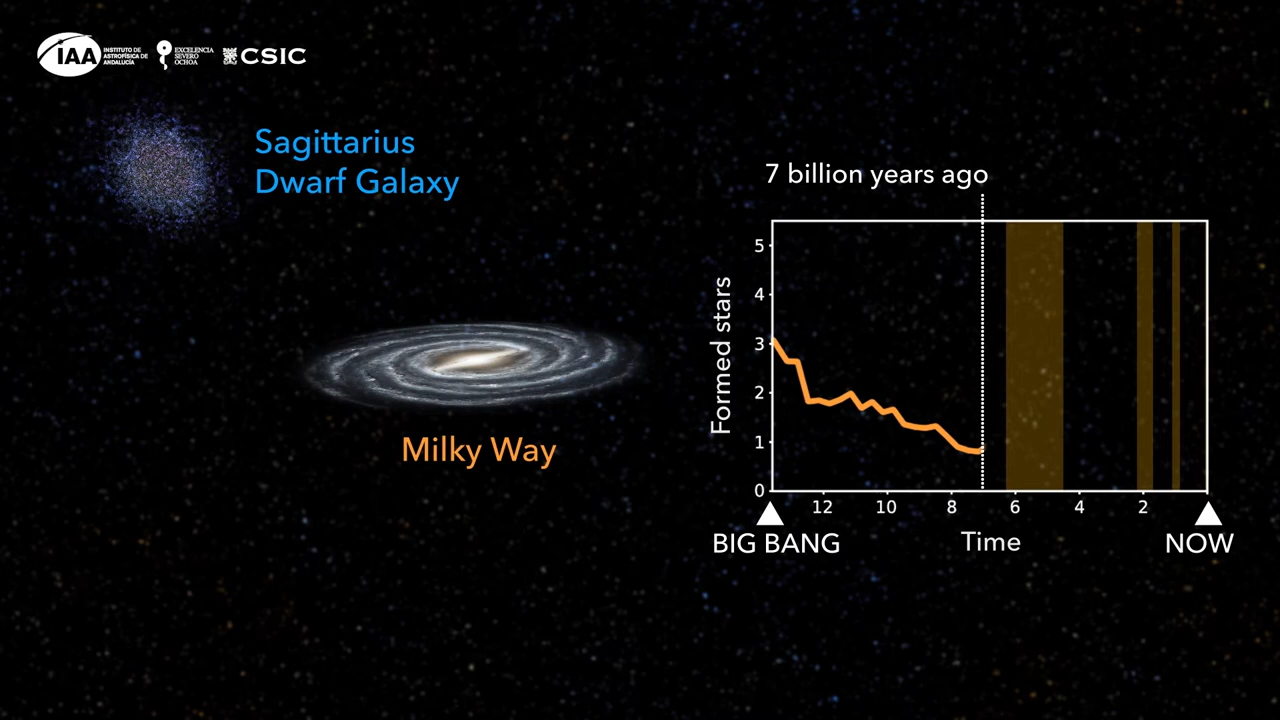 IAA
INSTITUTO DE
ASTROFÍSICA DE
ANDALUCÍA
EXCELENCIA
SEVERO
OCHOA
CSIC
Sagittarius
Dwarf Galaxy
Milky Way
7 billion years ago
Formed stars
5
4
3
2
1
0
12 10 8 6 4 2
BIG BANG
Time
NOW